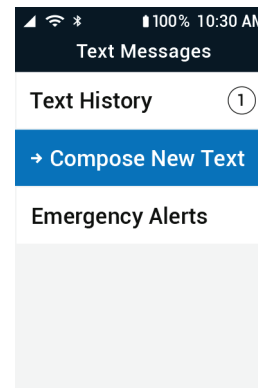 100% 10:30 AM
Text Messages
Text History 1
→ Compose New Text
Emergency Alerts